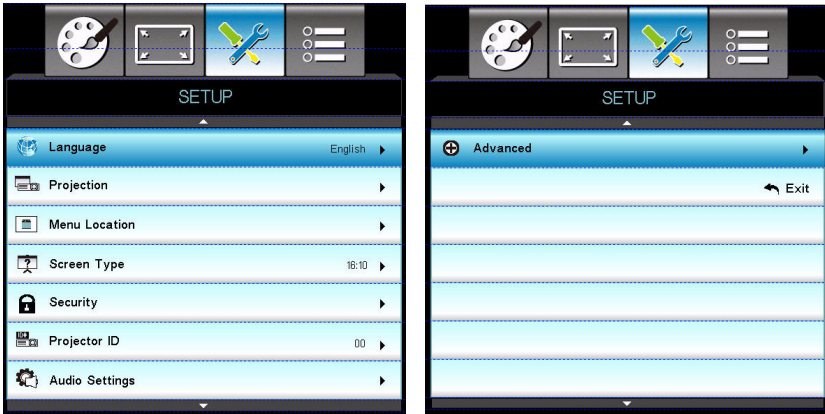 SETUP
Language English
Projection
Menu Location
Screen Type 16:10
Security
Projector ID 00
Audio Settings
SETUP
Advanced
Exit